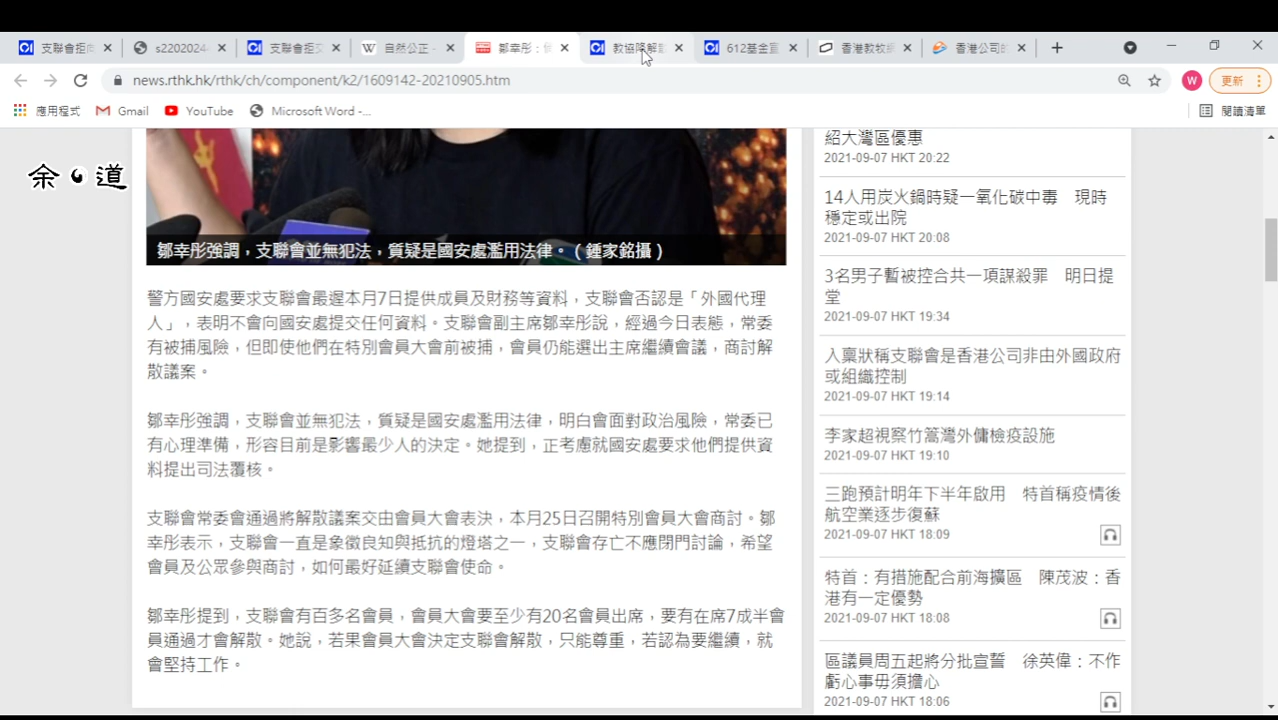 支聯會拒向
s2202024
支聯會拒交
自然公正 -
鄒幸彤：
教協降解
612基金
香港教牧
香港公司
news.rthk.hk/rthk/ch/component/k2/1609142-20210905.htm
W
更新
應用程式
Gmail
YouTube
Microsoft Word -...
閱讀清單
余道
鄒幸彤強調，支聯會並無犯法，質疑是國安處濫用法律。（鍾家銘攝）
警方國安處要求支聯會最遲本月7日提供成員及財務等資料，支聯會否認是「外國代理
人」，表明不會向國安處提交任何資料。支聯會副主席鄒幸彤說，經過今日表態，常委
有被捕風險，但即使他們在特別會員大會前被捕，會員仍能選出主席繼續會議，商討解
散議案。
鄒幸彤強調，支聯會並無犯法，質疑是國安處濫用法律，明白會面對政治風險，常委已
有心理準備，形容目前是影響最少人的決定。她提到，正考慮就國安處要求他們提供資
料提出司法覆核。
支聯會常委會通過將解散議案交由會員大會表決，本月25日召開特別會員大會商討。鄒
幸彤表示，支聯會一直是象徵良知與抵抗的燈塔之一，支聯會存亡不應閉門討論，希望
會員及公眾參與商討，如何最好延續支聯會使命。
鄒幸彤提到，支聯會有百多名會員，會員大會要至少有20名會員出席，要有在席7成半會
員通過才會解散。她說，若果會員大會決定支聯會解散，只能尊重，若認為要繼續，就
會堅持工作。
紹大灣區優惠
2021-09-07 HKT 20:22
14人用炭火鍋時疑一氧化碳中毒　現時
穩定或出院
2021-09-07 HKT 20:08
3名男子暫被控合共一項謀殺罪　明日提
堂
2021-09-07 HKT 19:34
入稟狀稱支聯會是香港公司非由外國政府
或組織控制
2021-09-07 HKT 19:14
李家超視察竹篙灣外傭檢疫設施
2021-09-07 HKT 19:10
三跑預計明年下半年啟用　特首稱疫情後
航空業逐步復蘇
2021-09-07 HKT 18:09
特首：有措施配合前海擴區　陳茂波：香
港有一定優勢
2021-09-07 HKT 18:08
區議員周五起將分批宣誓　徐英偉：不作
虧心事毋須擔心
2021-09-07 HKT 18:06